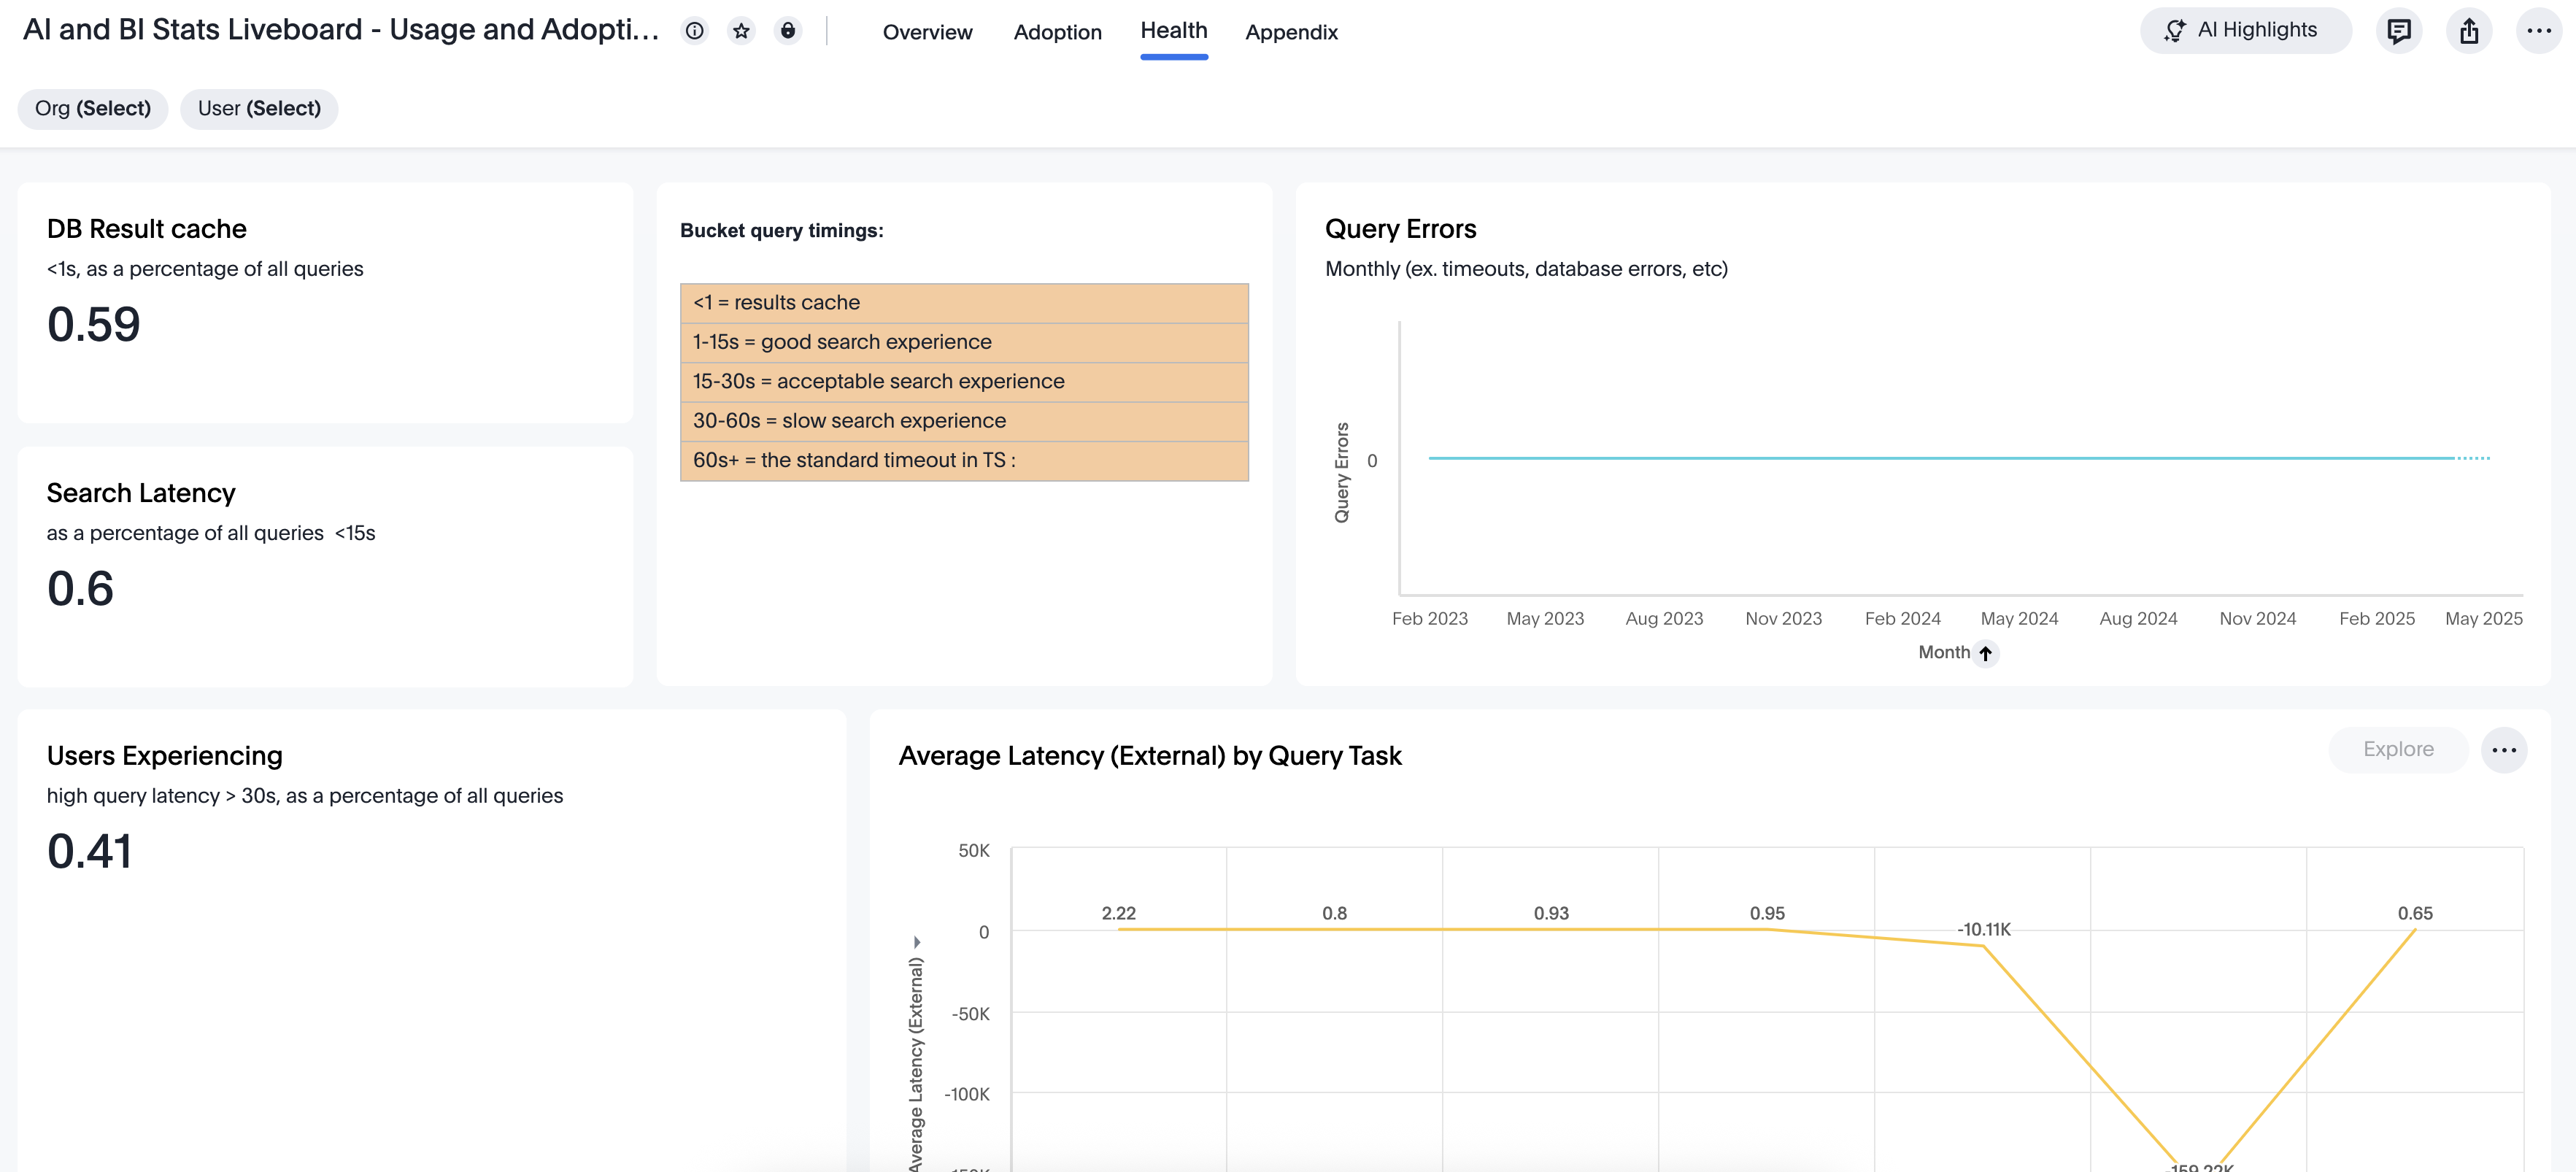 AI and BI Stats Liveboard - Usage and Adopti...
Overview
Adoption
Health
Appendix
AI Highlights
Org (Select)
User (Select)
DB Result cache
<1s, as a percentage of all queries
0.59
Search Latency
as a percentage of all queries  <15s
0.6
Bucket query timings:
<1 = results cache
1-15s = good search experience
15-30s = acceptable search experience
30-60s = slow search experience
60s+ = the standard timeout in TS :
Query Errors
Monthly (ex. timeouts, database errors, etc)
Query Errors
0
Feb 2023 May 2023 Aug 2023 Nov 2023 Feb 2024 May 2024 Aug 2024 Nov 2024 Feb 2025 May 2025
Month
Users Experiencing
high query latency > 30s, as a percentage of all queries
0.41
Average Latency (External) by Query Task
Explore
Average Latency (External)
50K
0
-50K
-100K
2.22 0.8 0.93 0.95 -10.11K -159.22K 0.65